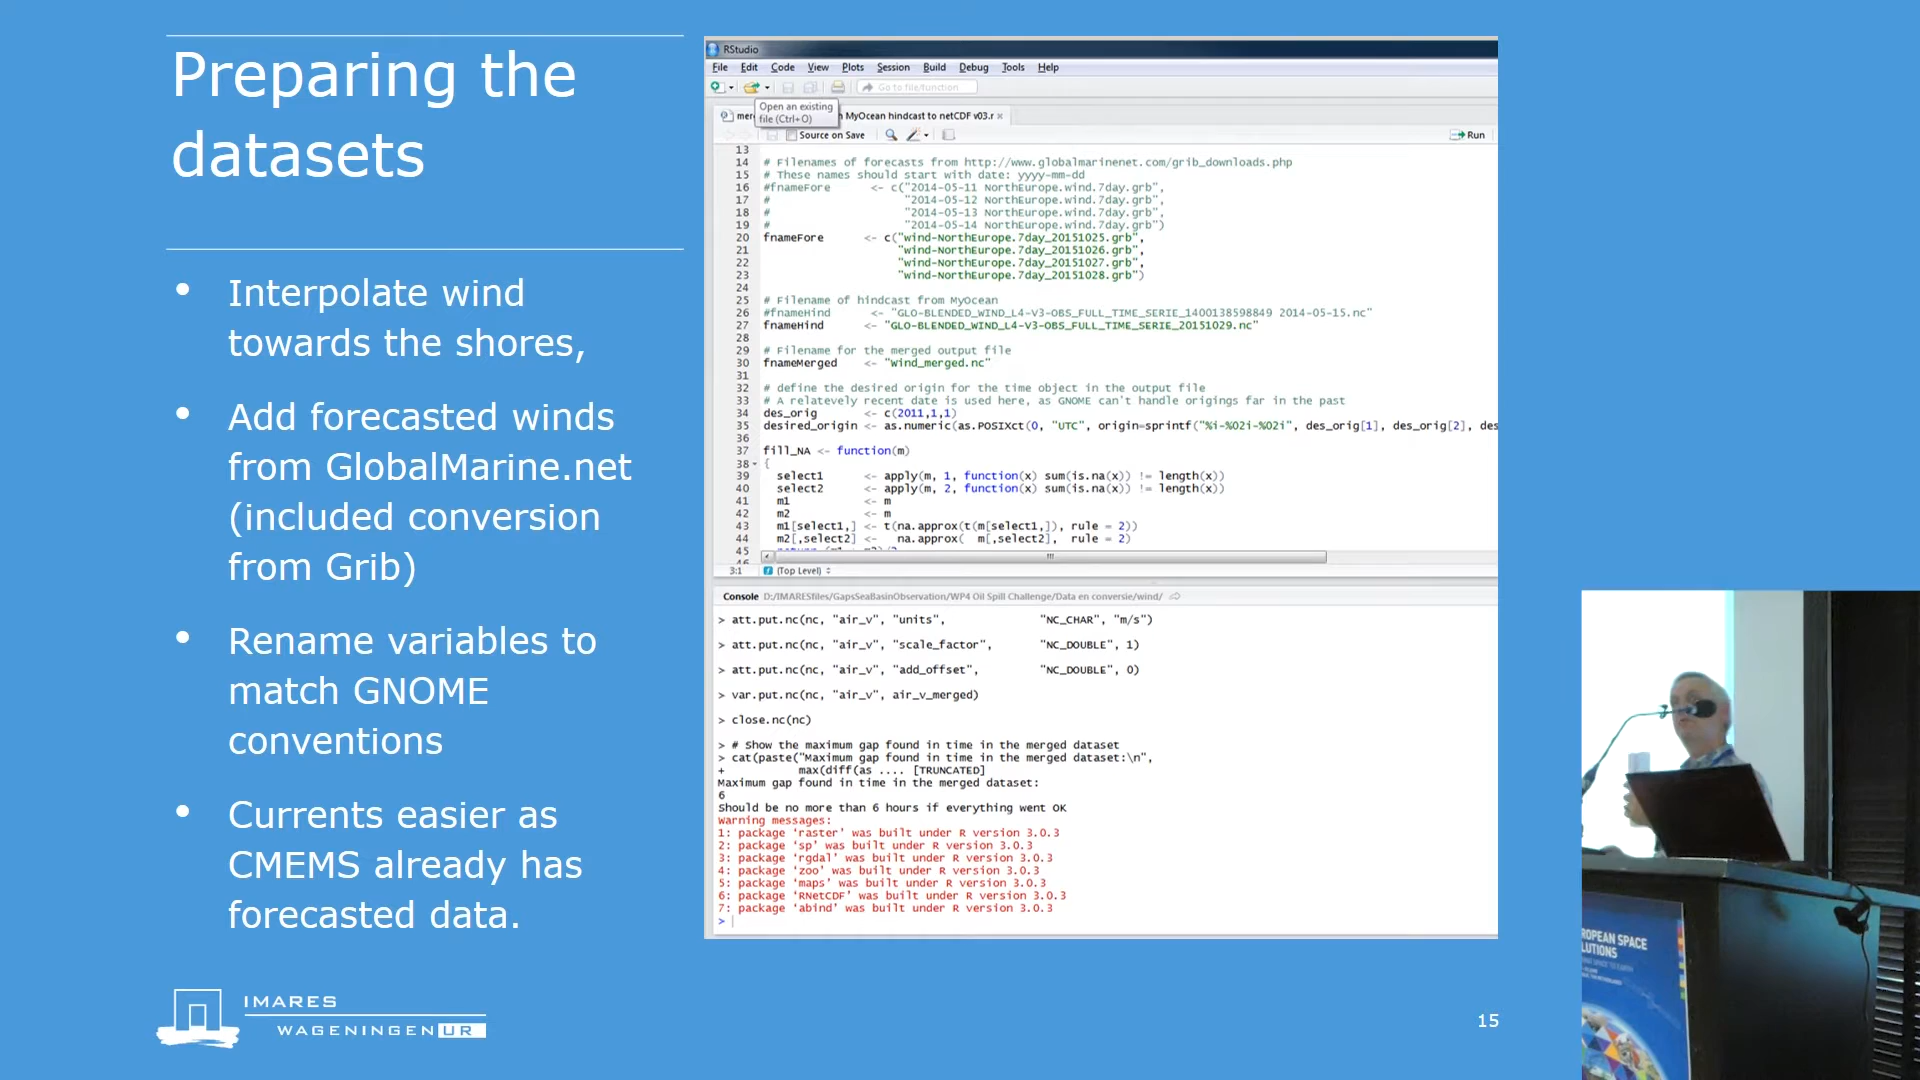 Preparing the
datasets
• Interpolate wind
towards the shores,
• Add forecasted winds
from GlobalMarine.net
(included conversion
from Grib)
• Rename variables to
match GNOME
conventions
• Currents easier as
CMEMS already has
forecasted data.
IMARES
WAGENINGEN UR
15
RStudio
File Edit Code View Plots Session Build Debug Tools Help
Go to file/function
Open an existing
file (Ctrl+O)
MyOcean hindcast to netCDF v03.r
Source on Save
Run
13
14 # Filenames of forecasts from http://www.globalmarinenet.com/grib_downloads.php
15 # These names should start with date: yyyy-mm-dd
16 #fnameFore <- c("2014-05-11 NorthEurope.wind.7day.grb",
17 # "2014-05-12 NorthEurope.wind.7day.grb",
18 # "2014-05-13 NorthEurope.wind.7day.grb",
19 # "2014-05-14 NorthEurope.wind.7day.grb")
20 fnameFore <- c("wind-NorthEurope.7day_20151025.grb",
21 "wind-NorthEurope.7day_20151026.grb",
22 "wind-NorthEurope.7day_20151027.grb",
23 "wind-NorthEurope.7day_20151028.grb")
24
25 # Filename of hindcast from MyOcean
26 #fnameHind <- "GLO-BLENDED_WIND_L4-V3-OBS_FULL_TIME_SERIE_1400138598849 2014-05-15.nc"
27 fnameHind <- "GLO-BLENDED_WIND_L4-V3-OBS_FULL_TIME_SERIE_20151029.nc"
28
29 # Filename for the merged output file
30 fnameMerged <- "Wind_merged.nc"
31
32 # define the desired origin for the time object in the output file
33 # A relatevely recent date is used here, as GNOME can't handle origings far in the past
34 des_orig <- c(2011,1,1)
35 desired_origin <- as.numeric(as.POSIXct(0, "UTC", origin=sprintf("%i-%02i-%02i", des_orig[1], des_orig[2], des
36
37 fill_NA <- function(m)
38 {
39 select1 <- apply(m, 1, function(x) sum(is.na(x)) != length(x))
40 select2 <- apply(m, 2, function(x) sum(is.na(x)) != length(x))
41 m1 <- m
42 m2 <- m
43 m1[select1,] <- t(na.approx(t(m[select1,]), rule = 2))
44 m2[,select2] <- na.approx( m[,select2], rule = 2)
45
3:1 (Top Level)
Console D:/IMARESfiles/GapsSeaBasinObservation/WP4 Oil Spill Challenge/Data en conversie/wind/
> att.put.nc(nc, "air_v", "units", "NC_CHAR", "m/s")
> att.put.nc(nc, "air_v", "scale_factor", "NC_DOUBLE", 1)
> att.put.nc(nc, "air_v", "add_offset", "NC_DOUBLE", 0)
> var.put.nc(nc, "air_v", air_v_merged)
> close.nc(nc)
> # Show the maximum gap found in time in the merged dataset
> cat(paste("Maximum gap found in time in the merged dataset:\n",
+ max(diff(as .... [TRUNCATED]
Maximum gap found in time in the merged dataset:
6
Should be no more than 6 hours if everything went OK
Warning messages:
1: package ‘raster’ was built under R version 3.0.3
2: package ‘sp’ was built under R version 3.0.3
3: package ‘rgdal’ was built under R version 3.0.3
4: package ‘zoo’ was built under R version 3.0.3
5: package ‘maps’ was built under R version 3.0.3
6: package ‘RNetCDF’ was built under R version 3.0.3
7: package ‘abind’ was built under R version 3.0.3
>
SPACE